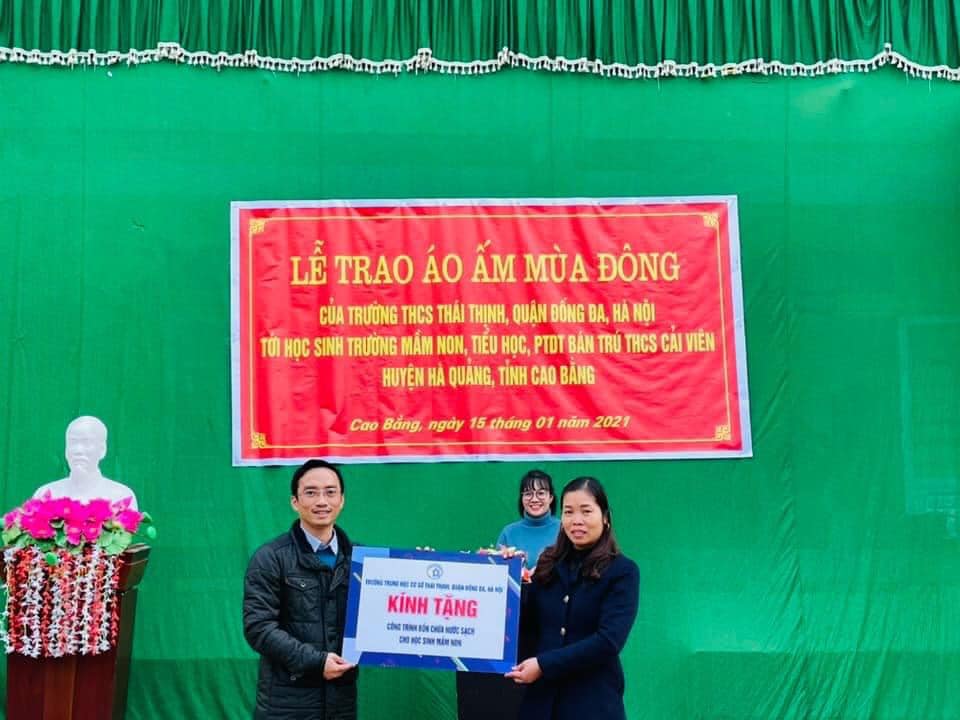 LỄ TRAO ÁO ẤM MÙA ĐÔNG
CỦA TRƯỜNG THCS THÁI THỊNH, QUẬN ĐỐNG ĐA, HÀ NỘI
TỚI HỌC SINH TRƯỜNG MẦM NON, TIỂU HỌC, PTDT BÁN TRÚ THCS CẢI VIÊN
HUYỆN HÀ QUẢNG, TỈNH CAO BẰNG
Cao Bằng, ngày 15 tháng 01 năm 2021
TRƯỜNG TRUNG HỌC CƠ SỞ THÁI THỊNH, QUẬN ĐỐNG ĐA, HÀ NỘI
KÍNH TẶNG
CÔNG TRÌNH BỒN CHỨA NƯỚC SẠCH
CHO HỌC SINH MẦM NON